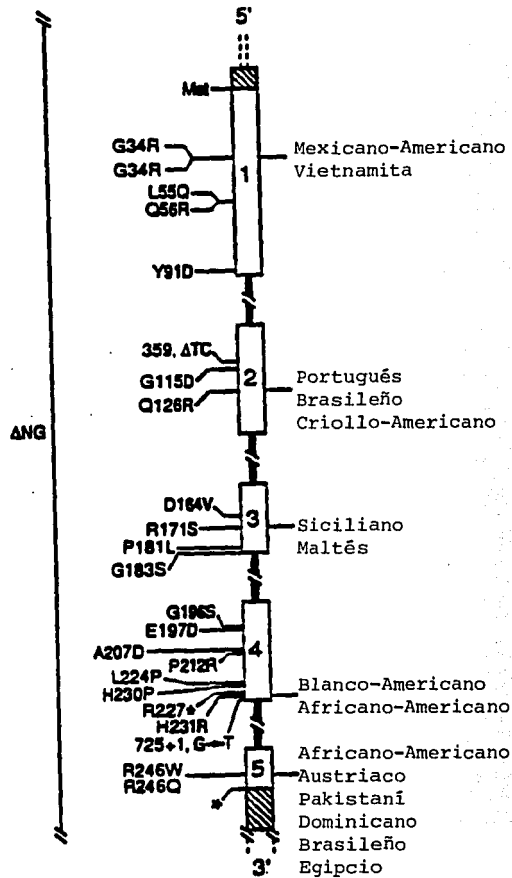 5'
Met
G34R
G34R
1
Mexicano-Americano
Vietnamita
L55Q
Q56R
Y91D
359, ΔTC
G115D
Q126R
2
Portugués
Brasileño
Criollo-Americano
ΔNG
D164V
R171S
P181L
G183S
3
Siciliano
Maltés
G196S
E197D
A207D
P212R
L224P
H230P
R227*
H231R
725+1, G→T
4
Blanco-Americano
Africano-Americano
R246W
R246Q
*
5
Africano-Americano
Austriaco
Pakistaní
Dominicano
Brasileño
Egipcio
3'